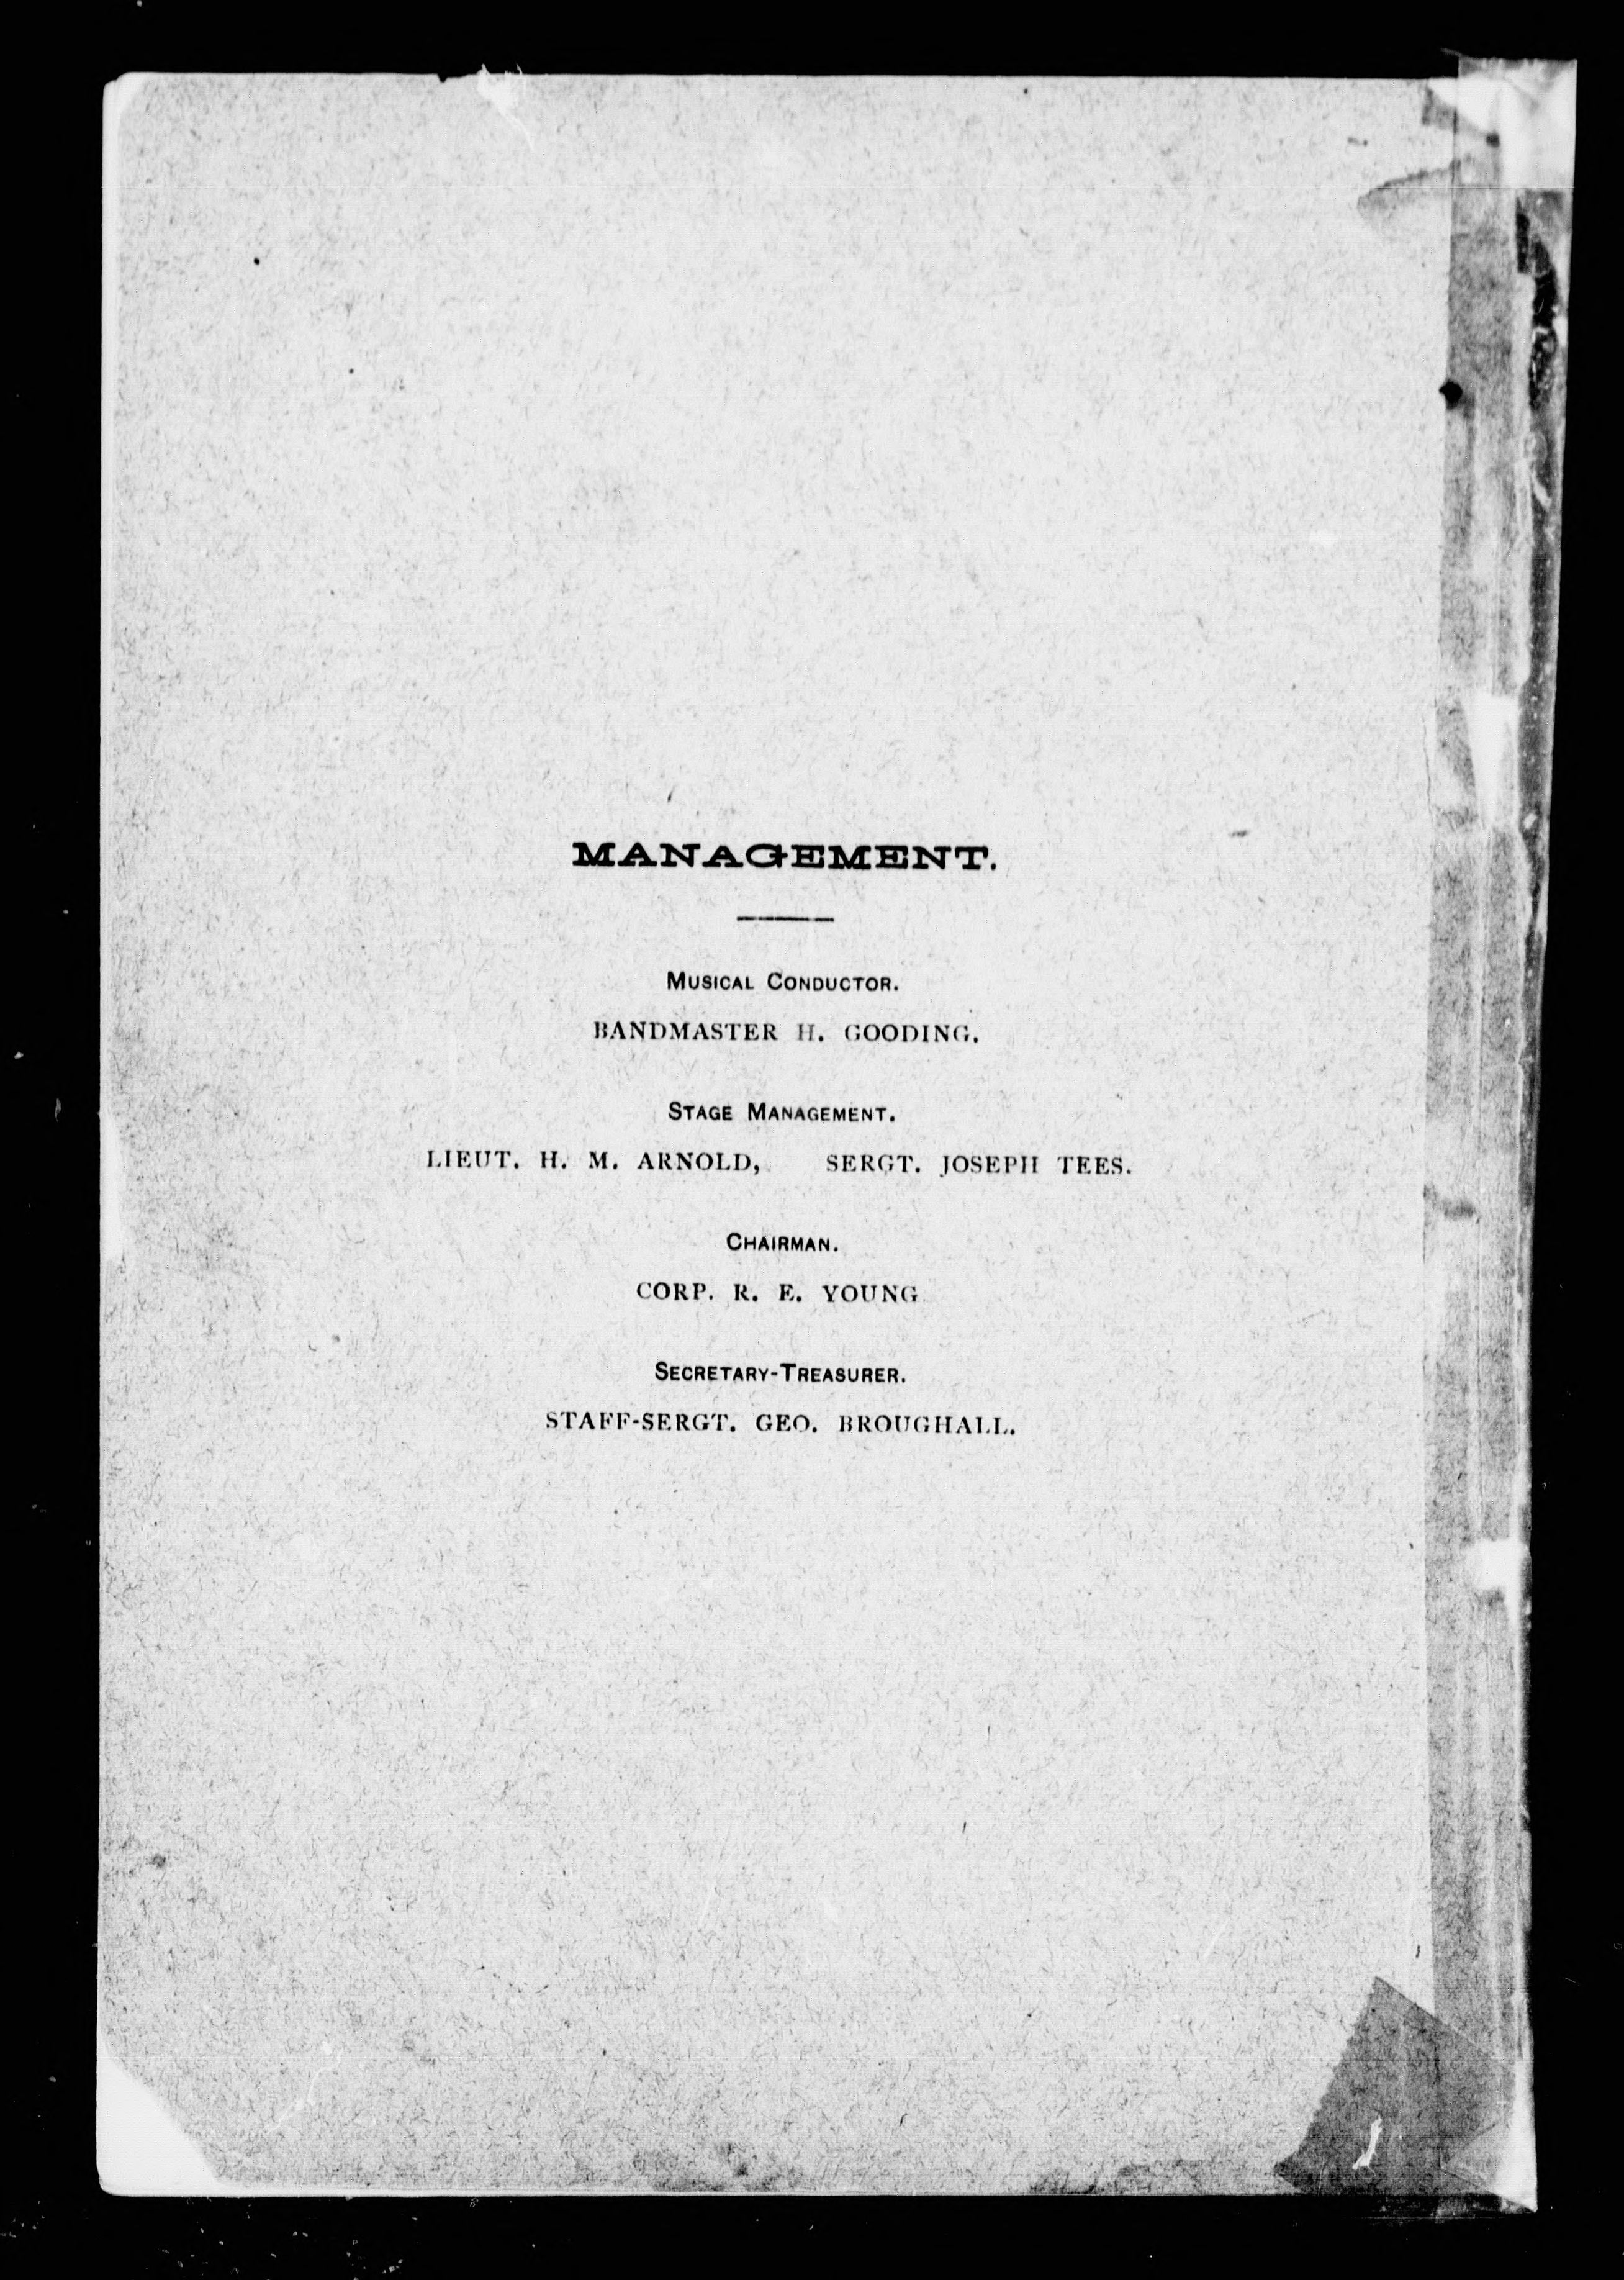 MANAGEMENT.
MUSICAL CONDUCTOR.
BANDMASTER H. GOODING.
STAGE MANAGEMENT.
LIEUT. H. M. ARNOLD, SERGT. JOSEPH TEES.
CHAIRMAN.
CORP. R. E. YOUNG
SECRETARY-TREASURER.
STAFF-SERGT. GEO. BROUGHALL.